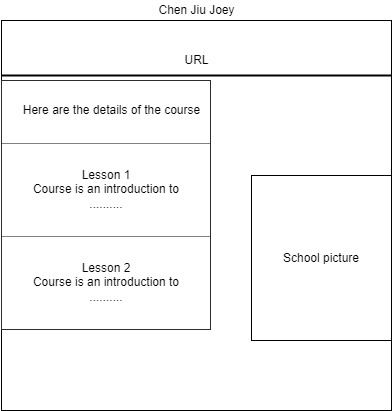 Chen Jiu Joey
URL
Here are the details of the course
Lesson 1
Course is an introduction to
..........
Lesson 2
Course is an introduction to
..........
School picture